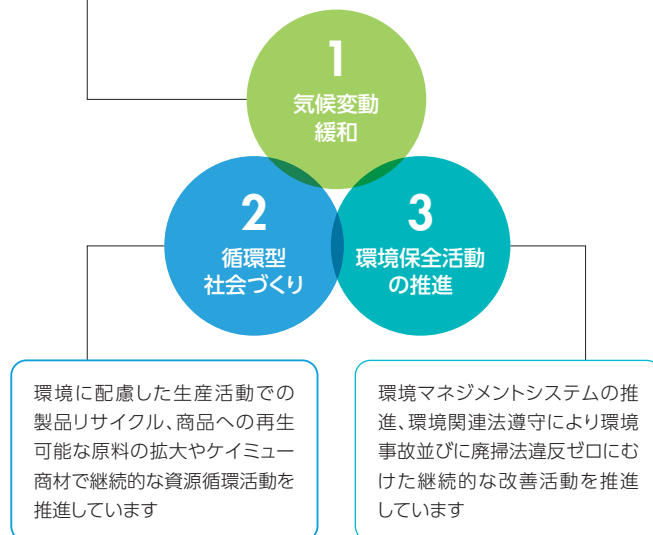 1
気候変動
緩和
2
循環型
社会づくり
3
環境保全活動
の推進
環境に配慮した生産活動での
製品リサイクル、商品への再生
可能な原料の拡大やケイミュー
商材で継続的な資源循環活動を
推進しています
環境マネジメントシステムの推
進、環境関連法遵守により環境
事故並びに廃掃法違反ゼロにむ
けた継続的な改善活動を推進
しています